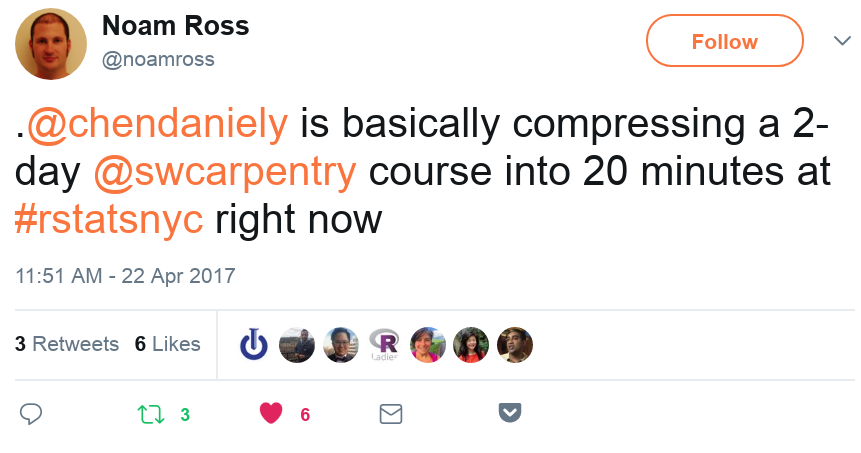 Noam Ross
@noamross
Follow
.@chendaniely is basically compressing a 2-
day @swcarpentry course into 20 minutes at
#rstatsnyc right now
11:51 AM - 22 Apr 2017
3 Retweets 6 Likes
R
Ladies
3 6